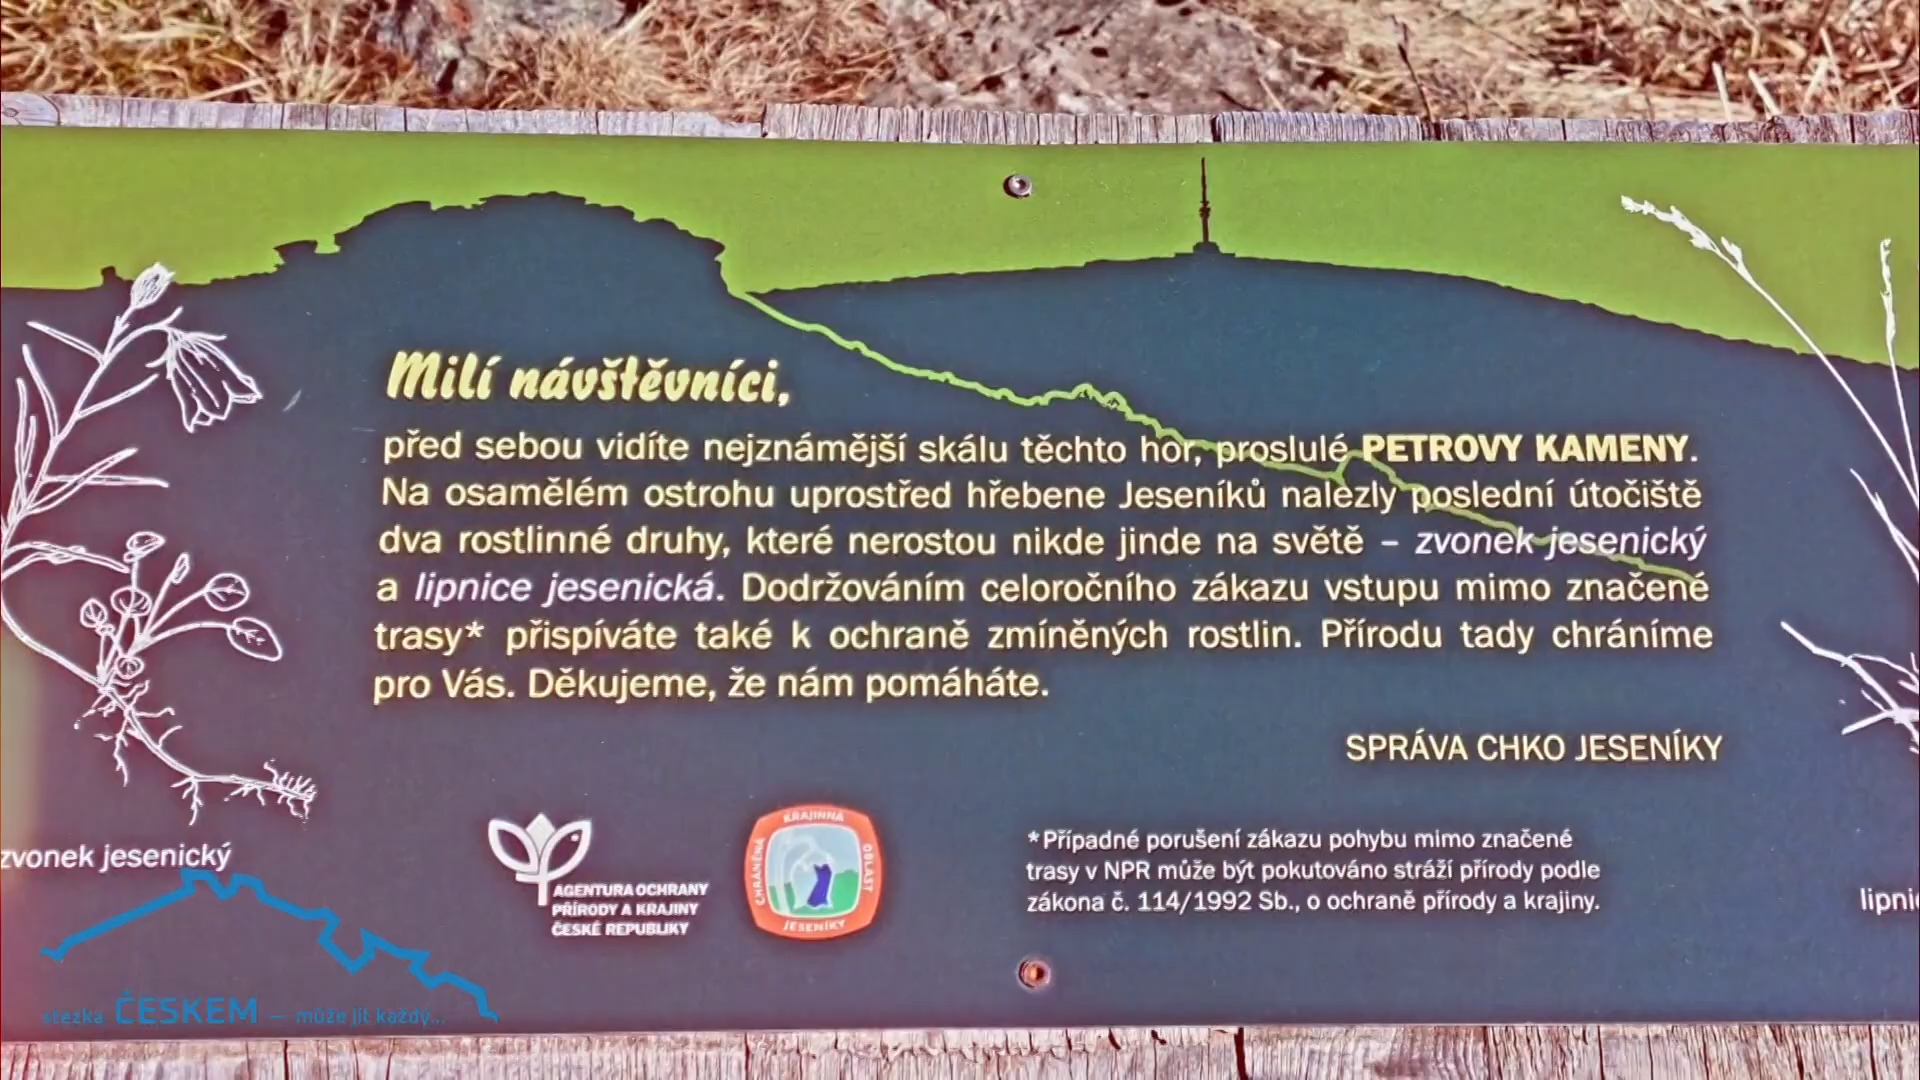 Milí návštěvníci,
před sebou vidíte nejznámější skálu těchto hor, proslulé PETROVY KAMENY.
Na osamělém ostrohu uprostřed hřebene Jeseníků nalezly poslední útočiště
dva rostlinné druhy, které nerostou nikde jinde na světě – zvonek jesenický
a lipnice jesenická. Dodržováním celoročního zákazu vstupu mimo značené
trasy* přispíváte také k ochraně zmíněných rostlin. Přírodu tady chráníme
pro Vás. Děkujeme, že nám pomáháte.
SPRÁVA CHKO JESENÍKY
zvonek jesenický
AGENTURA OCHRANY
PŘÍRODY A KRAJINY
ČESKÉ REPUBLIKY
CHRÁNĚNÁ
KRAJINNÁ
OBLAST
JESENÍKY
*Případné porušení zákazu pohybu mimo značené
trasy v NPR může být pokutováno stráží přírody podle
zákona č. 114/1992 Sb., o ochraně přírody a krajiny.
stezka ČESKEM — může jít každý...